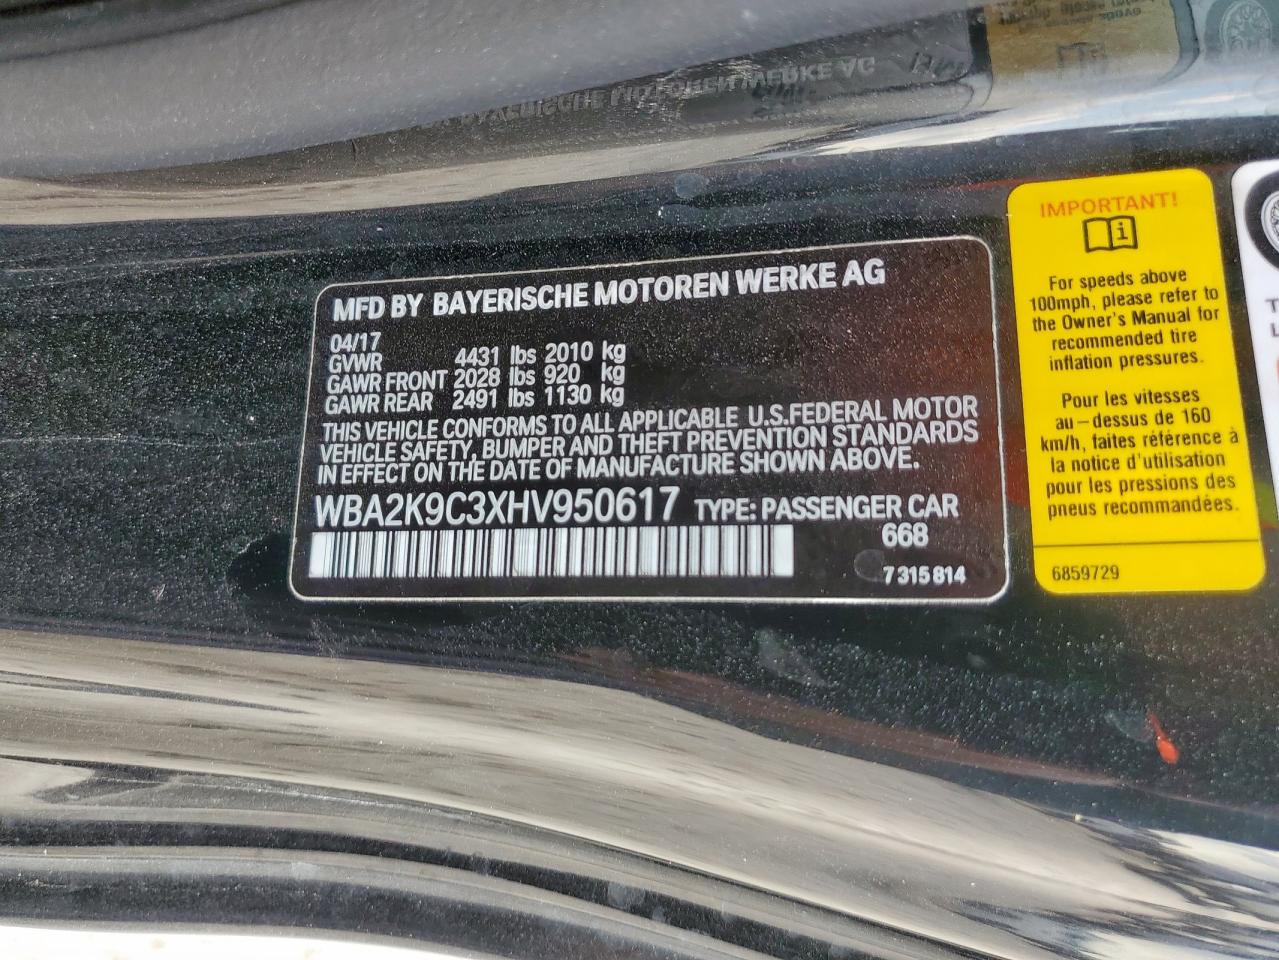 MFD BY BAYERISCHE MOTOREN WERKE AG
04/17
GVWR 4431 lbs 2010 kg
GAWR FRONT 2028 lbs 920 kg
GAWR REAR 2491 lbs 1130 kg
THIS VEHICLE CONFORMS TO ALL APPLICABLE U.S.FEDERAL MOTOR
VEHICLE SAFETY, BUMPER AND THEFT PREVENTION STANDARDS
IN EFFECT ON THE DATE OF MANUFACTURE SHOWN ABOVE.
WBA2K9C3XHV950617 TYPE: PASSENGER CAR
668
7 315 814
IMPORTANT!
i
For speeds above
100mph, please refer to
the Owner's Manual for
recommended tire
inflation pressures.
Pour les vitesses
au-dessus de 160
km/h, faites référence à
la notice d'utilisation
pour les pressions de
pneus recommandées.
6859729